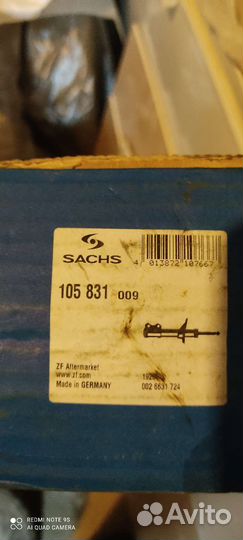 SACHS
4 013872 107667
105 831 009
ZF Aftermarket
www.zf.com
Made in GERMANY
002 6631 724
REDMI NOTE 9S
AI QUAD CAMERA
Avito